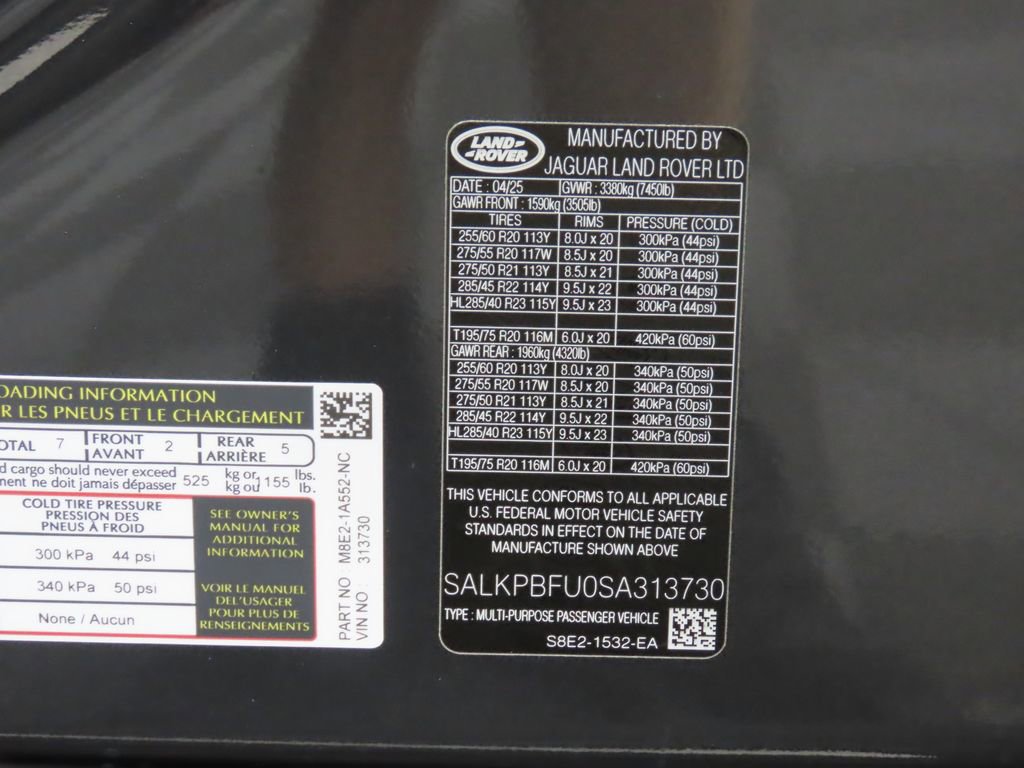 LAND-
-ROVER
MANUFACTURED BY
JAGUAR LAND ROVER LTD
DATE : 04/25 GVWR : 3380kg (7450lb)
GAWR FRONT : 1590kg (3505lb)
TIRES RIMS PRESSURE (COLD)
255/60 R20 113Y 8.0J x 20 300kPa (44psi)
275/55 R20 117W 8.5J x 20 300kPa (44psi)
275/50 R21 113Y 8.5J x 21 300kPa (44psi)
285/45 R22 114Y 9.5J x 22 300kPa (44psi)
HL285/40 R23 115Y 9.5J x 23 300kPa (44psi)
T195/75 R20 116M 6.0J x 20 420kPa (60psi)
GAWR REAR : 1960kg (4320lb)
255/60 R20 113Y 8.0J x 20 340kPa (50psi)
275/55 R20 117W 8.5J x 20 340kPa (50psi)
275/50 R21 113Y 8.5J x 21 340kPa (50psi)
285/45 R22 114Y 9.5J x 22 340kPa (50psi)
HL285/40 R23 115Y 9.5J x 23 340kPa (50psi)
T195/75 R20 116M 6.0J x 20 420kPa (60psi)
THIS VEHICLE CONFORMS TO ALL APPLICABLE
U.S. FEDERAL MOTOR VEHICLE SAFETY
STANDARDS IN EFFECT ON THE DATE OF
MANUFACTURE SHOWN ABOVE
SALKPBFU0SA313730
TYPE : MULTI-PURPOSE PASSENGER VEHICLE
S8E2-1532-EA
OADING INFORMATION
R LES PNEUS ET LE CHARGEMENT
OTAL 7 FRONT AVANT 2 REAR ARRIÈRE 5
d cargo should never exceed 525 kg or 1155 lbs.
ment ne doit jamais dépasser kg ou lb.
COLD TIRE PRESSURE
PRESSION DES
PNEUS À FROID
300 kPa 44 psi
340 kPa 50 psi
None / Aucun
SEE OWNER'S
MANUAL FOR
ADDITIONAL
INFORMATION
VOIR LE MANUEL
DEL'USAGER
POUR PLUS DE
RENSEIGNEMENTS
PART NO : M8E2-1A552-NC
VIN NO : 313730